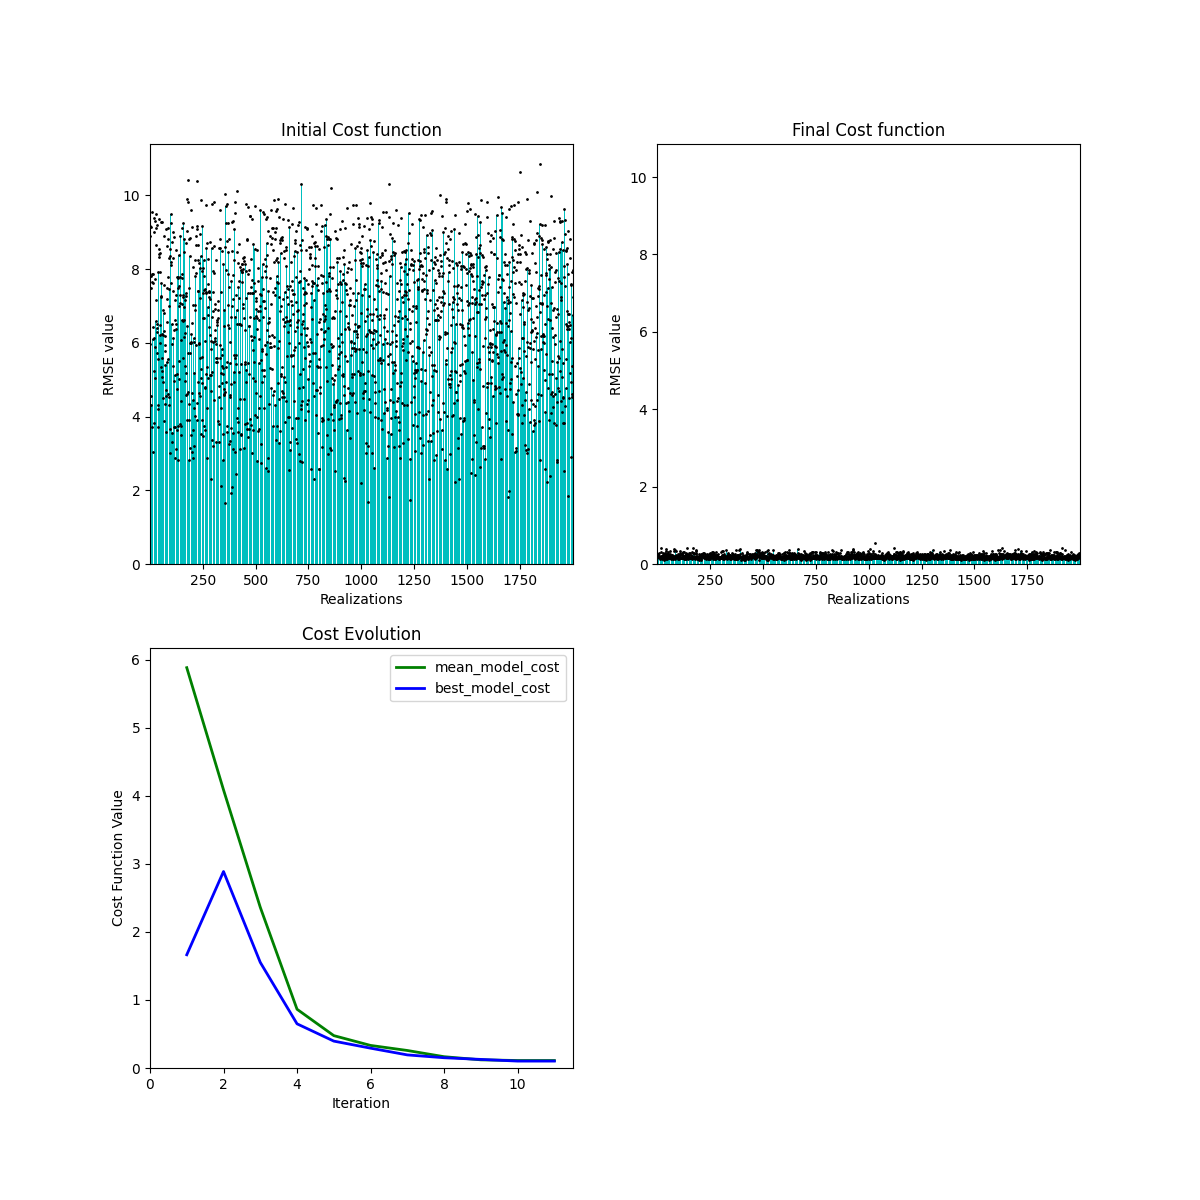 Initial Cost function
RMSE value
10
8
6
4
2
0
250 500 750 1000 1250 1500 1750
Realizations
Final Cost function
RMSE value
10
8
6
4
2
0
250 500 750 1000 1250 1500 1750
Realizations
Cost Evolution
mean_model_cost
best_model_cost
Cost Function Value
6
5
4
3
2
1
0
0 2 4 6 8 10
Iteration